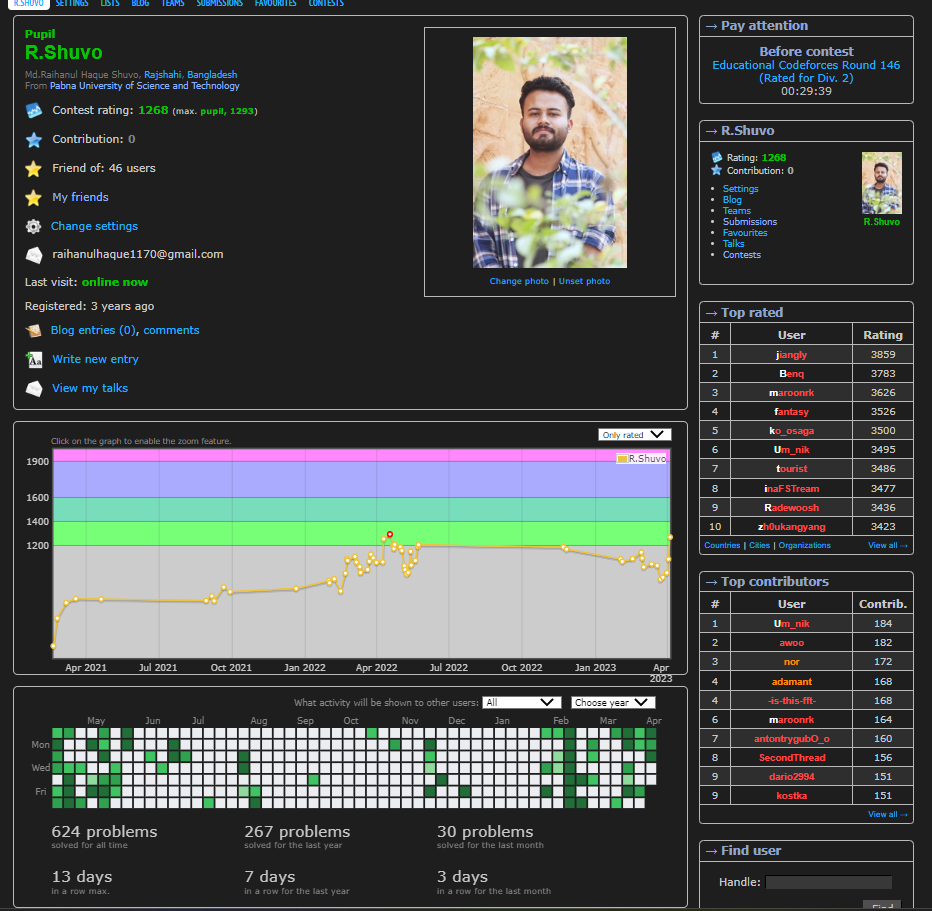 R.SHUVO SETTINGS LISTS BLOG TEAMS SUBMISSIONS FAVOURITES CONTESTS
Pupil
R.Shuvo
Md.Raihanul Haque Shuvo, Rajshahi, Bangladesh
From Pabna University of Science and Technology
Contest rating: 1268 (max. pupil, 1293)
Contribution: 0
Friend of: 46 users
My friends
Change settings
raihanulhaque1170@gmail.com
Last visit: online now
Registered: 3 years ago
Blog entries (0), comments
Write new entry
View my talks
Change photo | Unset photo
Click on the graph to enable the zoom feature.
Only rated
R.Shuvo
1900
1600
1400
1200
Apr 2021 Jul 2021 Oct 2021 Jan 2022 Apr 2022 Jul 2022 Oct 2022 Jan 2023 Apr 2023
What activity will be shown to other users: All Choose year
May Jun Jul Aug Sep Oct Nov Dec Jan Feb Mar Apr
Mon
Wed
Fri
624 problems
solved for all time
267 problems
solved for the last year
30 problems
solved for the last month
13 days
in a row max.
7 days
in a row for the last year
3 days
in a row for the last month
→ Pay attention
Before contest
Educational Codeforces Round 146
(Rated for Div. 2)
00:29:39
→ R.Shuvo
Rating: 1268
Contribution: 0
Settings
Blog
Teams
Submissions
Favourites
Talks
Contests
R.Shuvo
→ Top rated
# User Rating
1 jiangly 3859
2 Benq 3783
3 maroonrk 3626
4 fantasy 3526
5 ko_osaga 3500
6 Um_nik 3495
7 tourist 3486
8 inaFSTream 3477
9 Radewoosh 3436
10 zh0ukangyang 3423
Countries | Cities | Organizations View all →
→ Top contributors
# User Contrib.
1 Um_nik 184
2 awoo 182
3 nor 172
4 adamant 168
4 -is-this-fft- 168
6 maroonrk 164
7 antontrygubO_o 160
8 SecondThread 156
9 dario2994 151
9 kostka 151
View all →
→ Find user
Handle:
Find